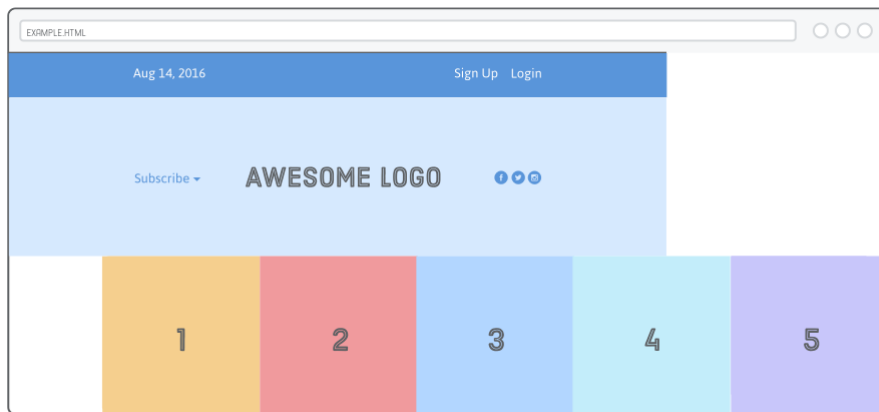 EXAMPLE.HTML
Aug 14, 2016 Sign Up Login
Subscribe AWESOME LOGO
1 2 3 4 5